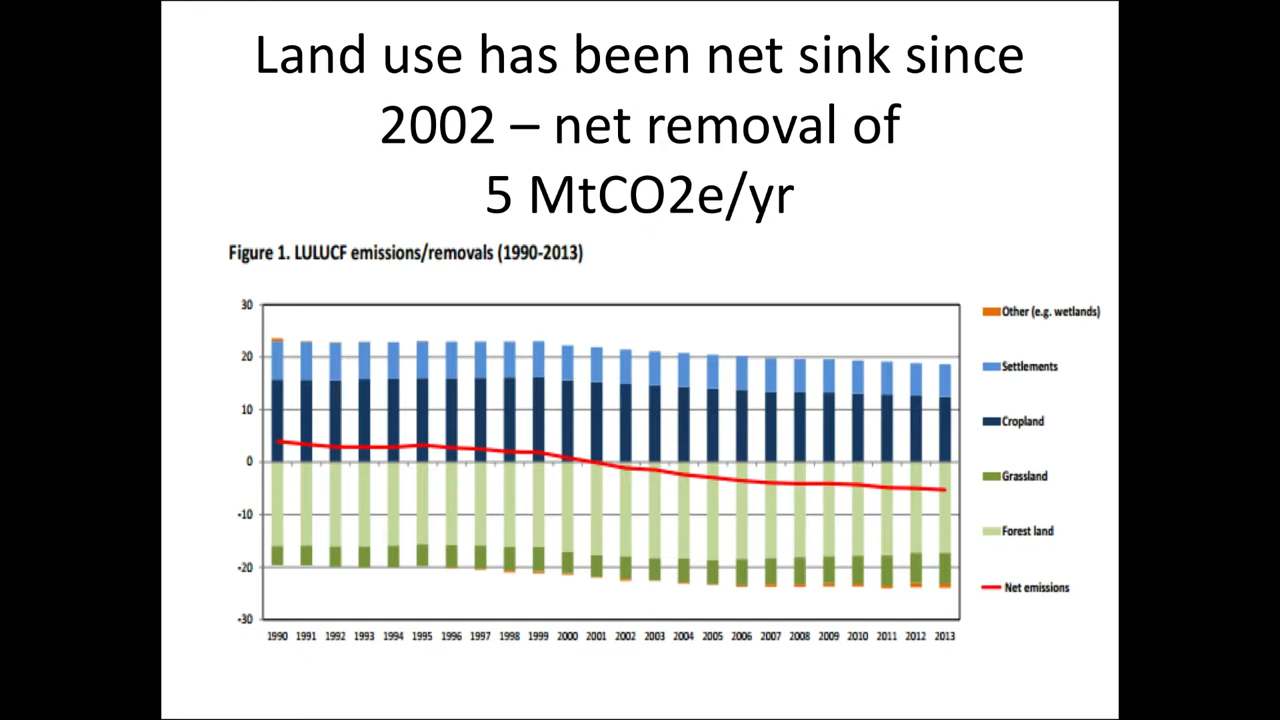 Land use has been net sink since
2002 – net removal of
5 MtCO2e/yr
Figure 1. LULUCF emissions/removals (1990-2013)
30
20
10
0
-10
-20
-30
1990 1991 1992 1993 1994 1995 1996 1997 1998 1999 2000 2001 2002 2003 2004 2005 2006 2007 2008 2009 2010 2011 2012 2013
Other (e.g. wetlands)
Settlements
Cropland
Grassland
Forest land
Net emissions